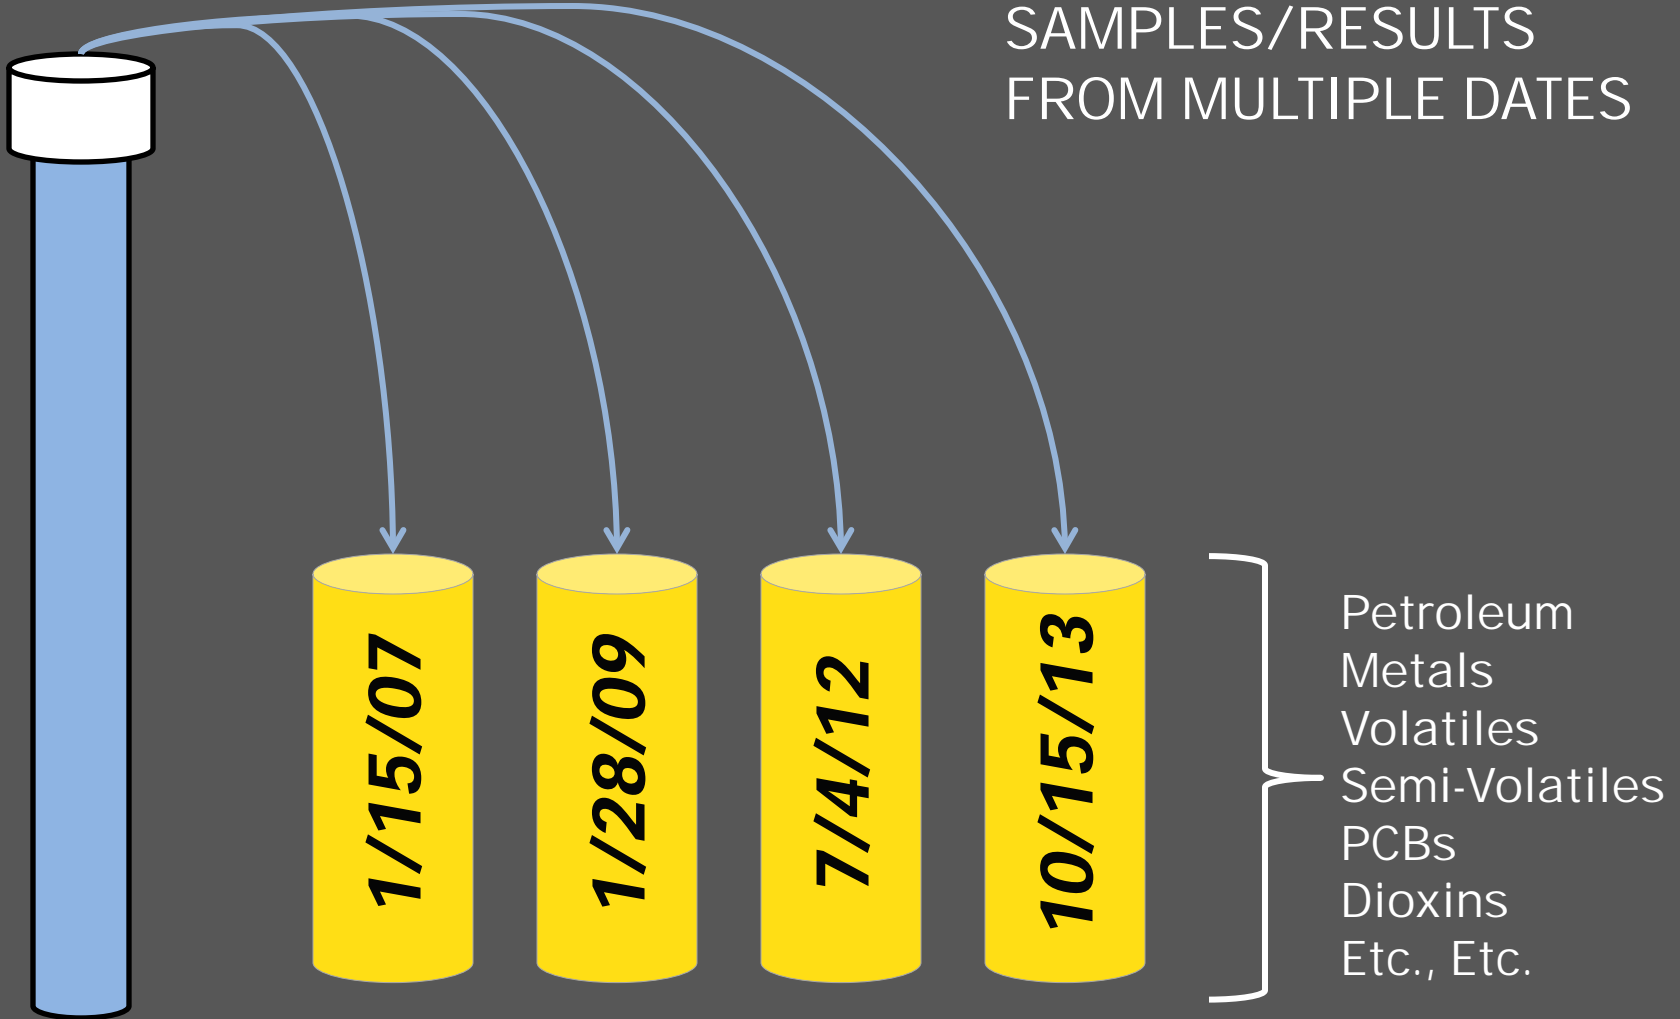 SAMPLES/RESULTS
FROM MULTIPLE DATES
1/15/07
1/28/09
7/4/12
10/15/13
Petroleum
Metals
Volatiles
Semi-Volatiles
PCBs
Dioxins
Etc., Etc.